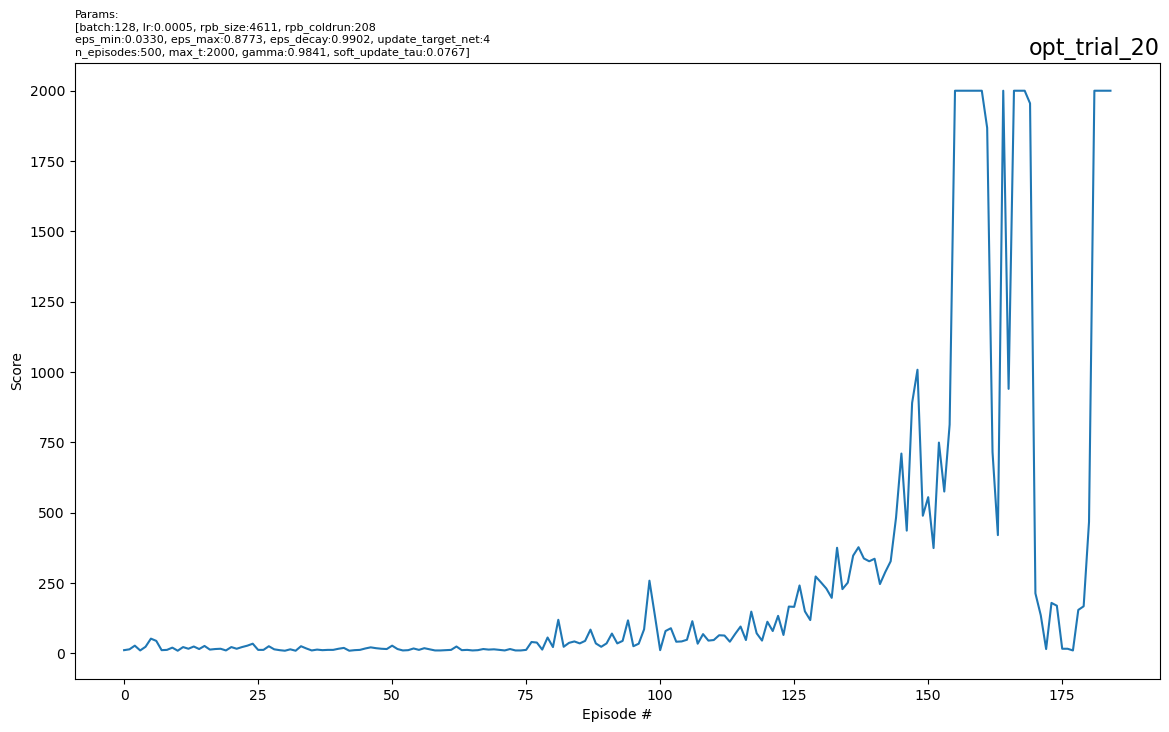 Params:
[batch:128, lr:0.0005, rpb_size:4611, rpb_coldrun:208
eps_min:0.0330, eps_max:0.8773, eps_decay:0.9902, update_target_net:4
n_episodes:500, max_t:2000, gamma:0.9841, soft_update_tau:0.0767]
opt_trial_20
2000
1750
1500
1250
1000
750
500
250
0
Score
0
25
50
75
100
125
150
175
Episode #